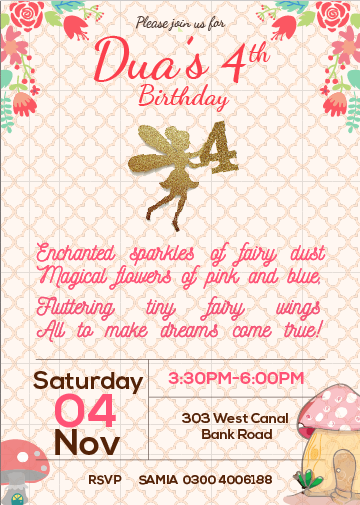 Please join us for
Dua's 4th
Birthday
4
Enchanted sparkles of fairy dust
Magical flowers of pink and blue,
Fluttering tiny fairy wings
All to make dreams come true!
Saturday
04
Nov
3:30PM-6:00PM
303 West Canal
Bank Road
RSVP SAMIA 0300 4006188